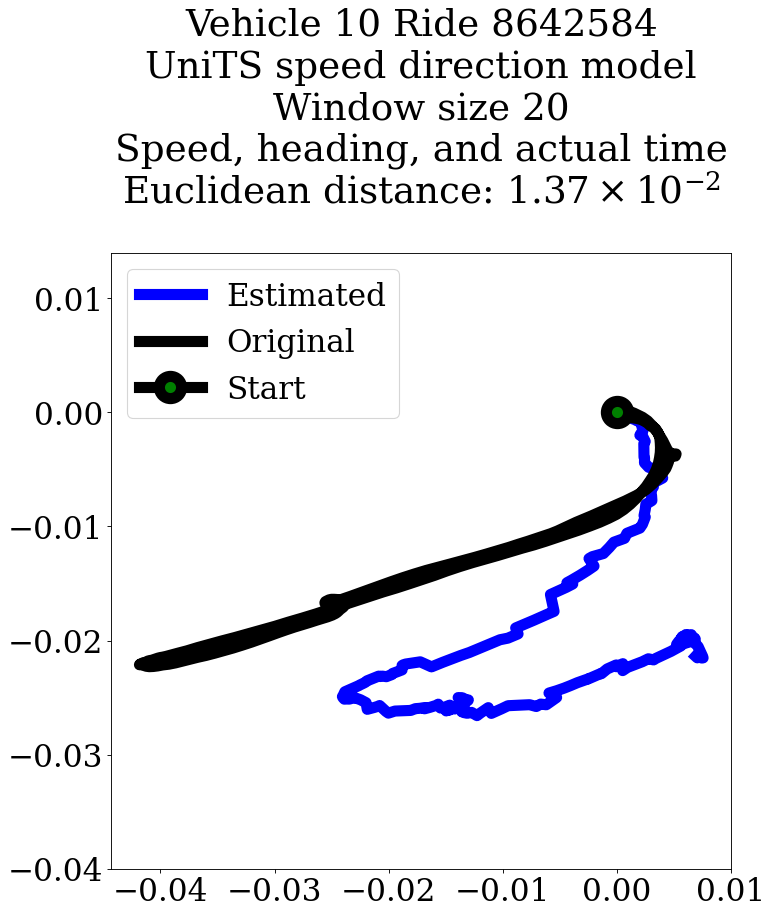 Vehicle 10 Ride 8642584
UniTS speed direction model
Window size 20
Speed, heading, and actual time
Euclidean distance: 1.37 × 10⁻²
Estimated
Original
Start
0.01
0.00
−0.01
−0.02
−0.03
−0.04
−0.04 −0.03 −0.02 −0.01 0.00 0.01